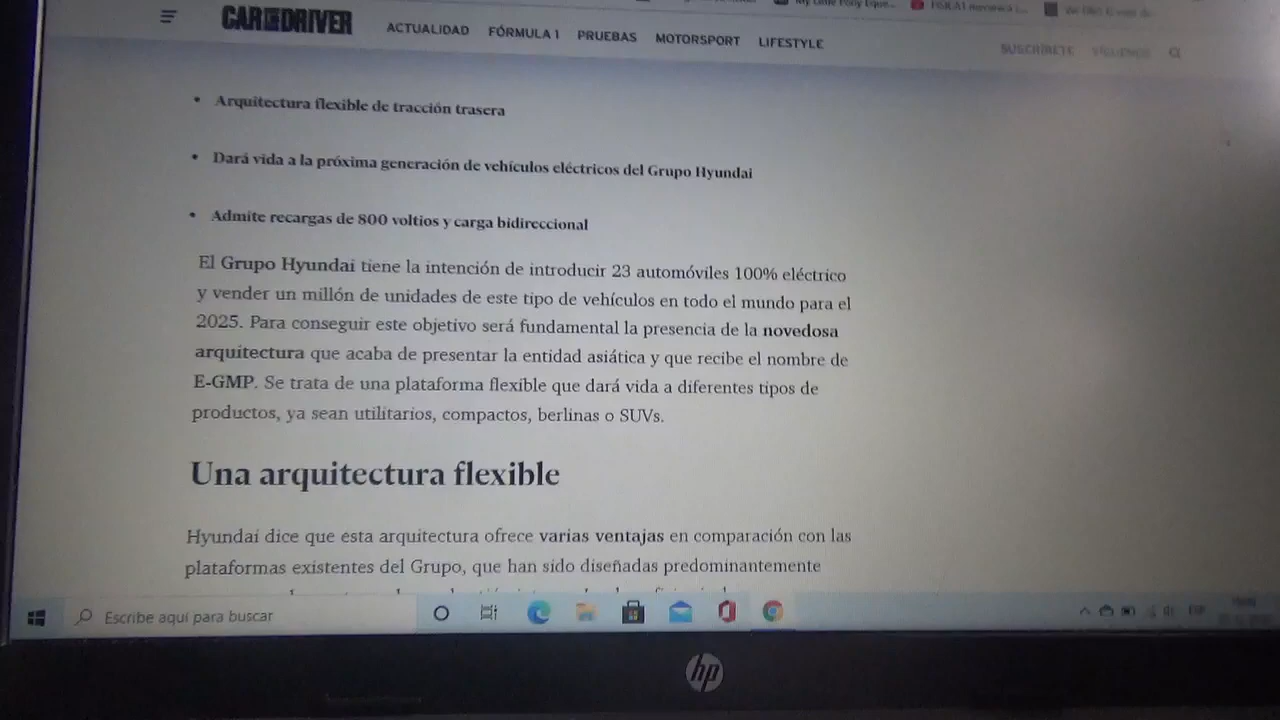 CAR AND DRIVER
ACTUALIDAD FÓRMULA 1 PRUEBAS MOTORSPORT LIFESTYLE
SUSCRÍBETE SÍGUENOS
• Arquitectura flexible de tracción trasera
• Dará vida a la próxima generación de vehículos eléctricos del Grupo Hyundai
• Admite recargas de 800 voltios y carga bidireccional
El Grupo Hyundai tiene la intención de introducir 23 automóviles 100% eléctrico
y vender un millón de unidades de este tipo de vehículos en todo el mundo para el
2025. Para conseguir este objetivo será fundamental la presencia de la novedosa
arquitectura que acaba de presentar la entidad asiática y que recibe el nombre de
E-GMP. Se trata de una plataforma flexible que dará vida a diferentes tipos de
productos, ya sean utilitarios, compactos, berlinas o SUVs.
Una arquitectura flexible
Hyundai dice que esta arquitectura ofrece varias ventajas en comparación con las
plataformas existentes del Grupo, que han sido diseñadas predominantemente
Escribe aquí para buscar
ESP
hp